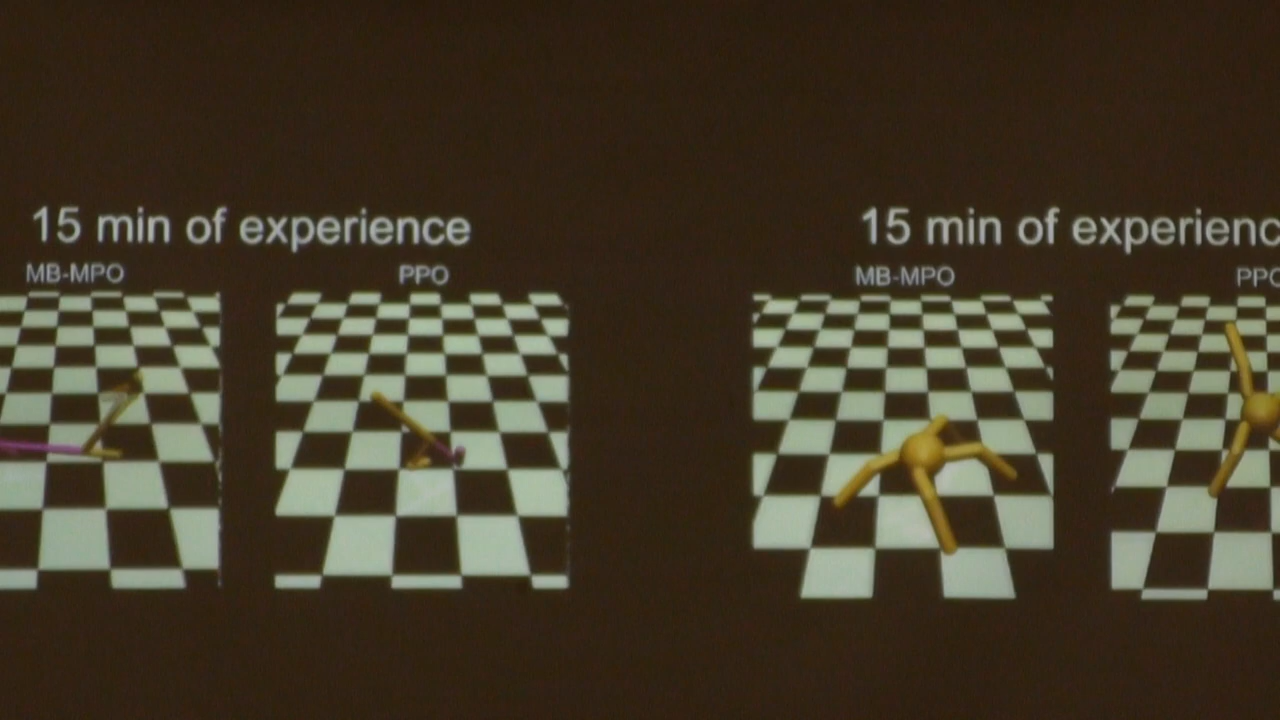 15 min of experience
MB-MPO PPO
15 min of experienc
MB-MPO PPO